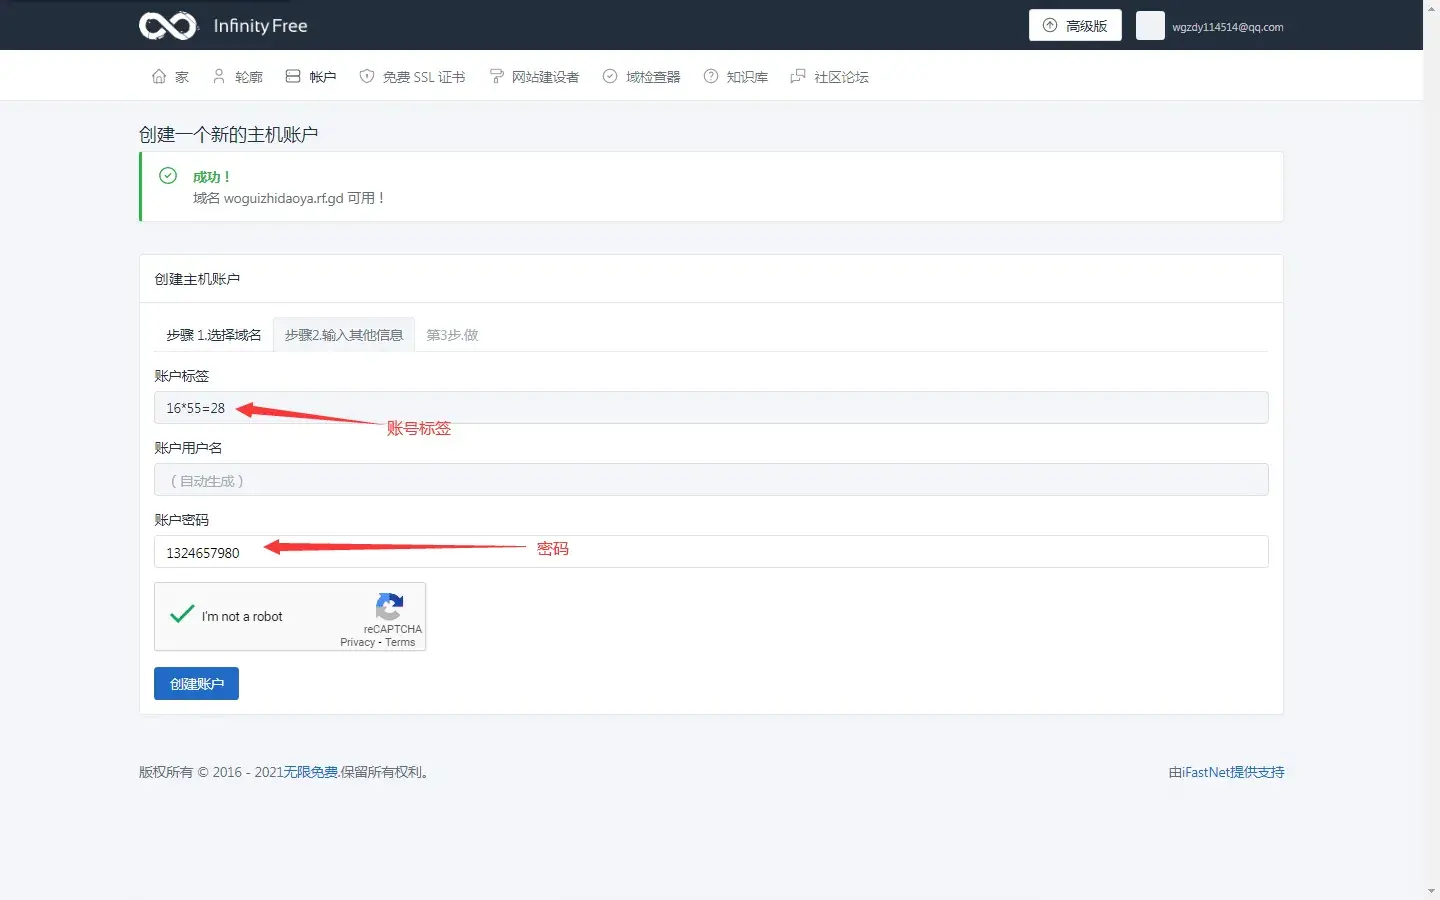 Infinity Free
高级版
wgzdy114514@qq.com
家 轮廓 帐户 免费 SSL 证书 网站建设者 域检查器 知识库 社区论坛
创建一个新的主机账户
成功！
域名 woguizhidaoya.rf.gd 可用！
创建主机账户
步骤 1.选择域名 步骤2.输入其他信息 第3步.做
账户标签
16*55=28
账号标签
账户用户名
（自动生成）
账户密码
1324657980
密码
I'm not a robot
reCAPTCHA
Privacy - Terms
创建账户
版权所有 © 2016 - 2021无限免费.保留所有权利。
由iFastNet提供支持